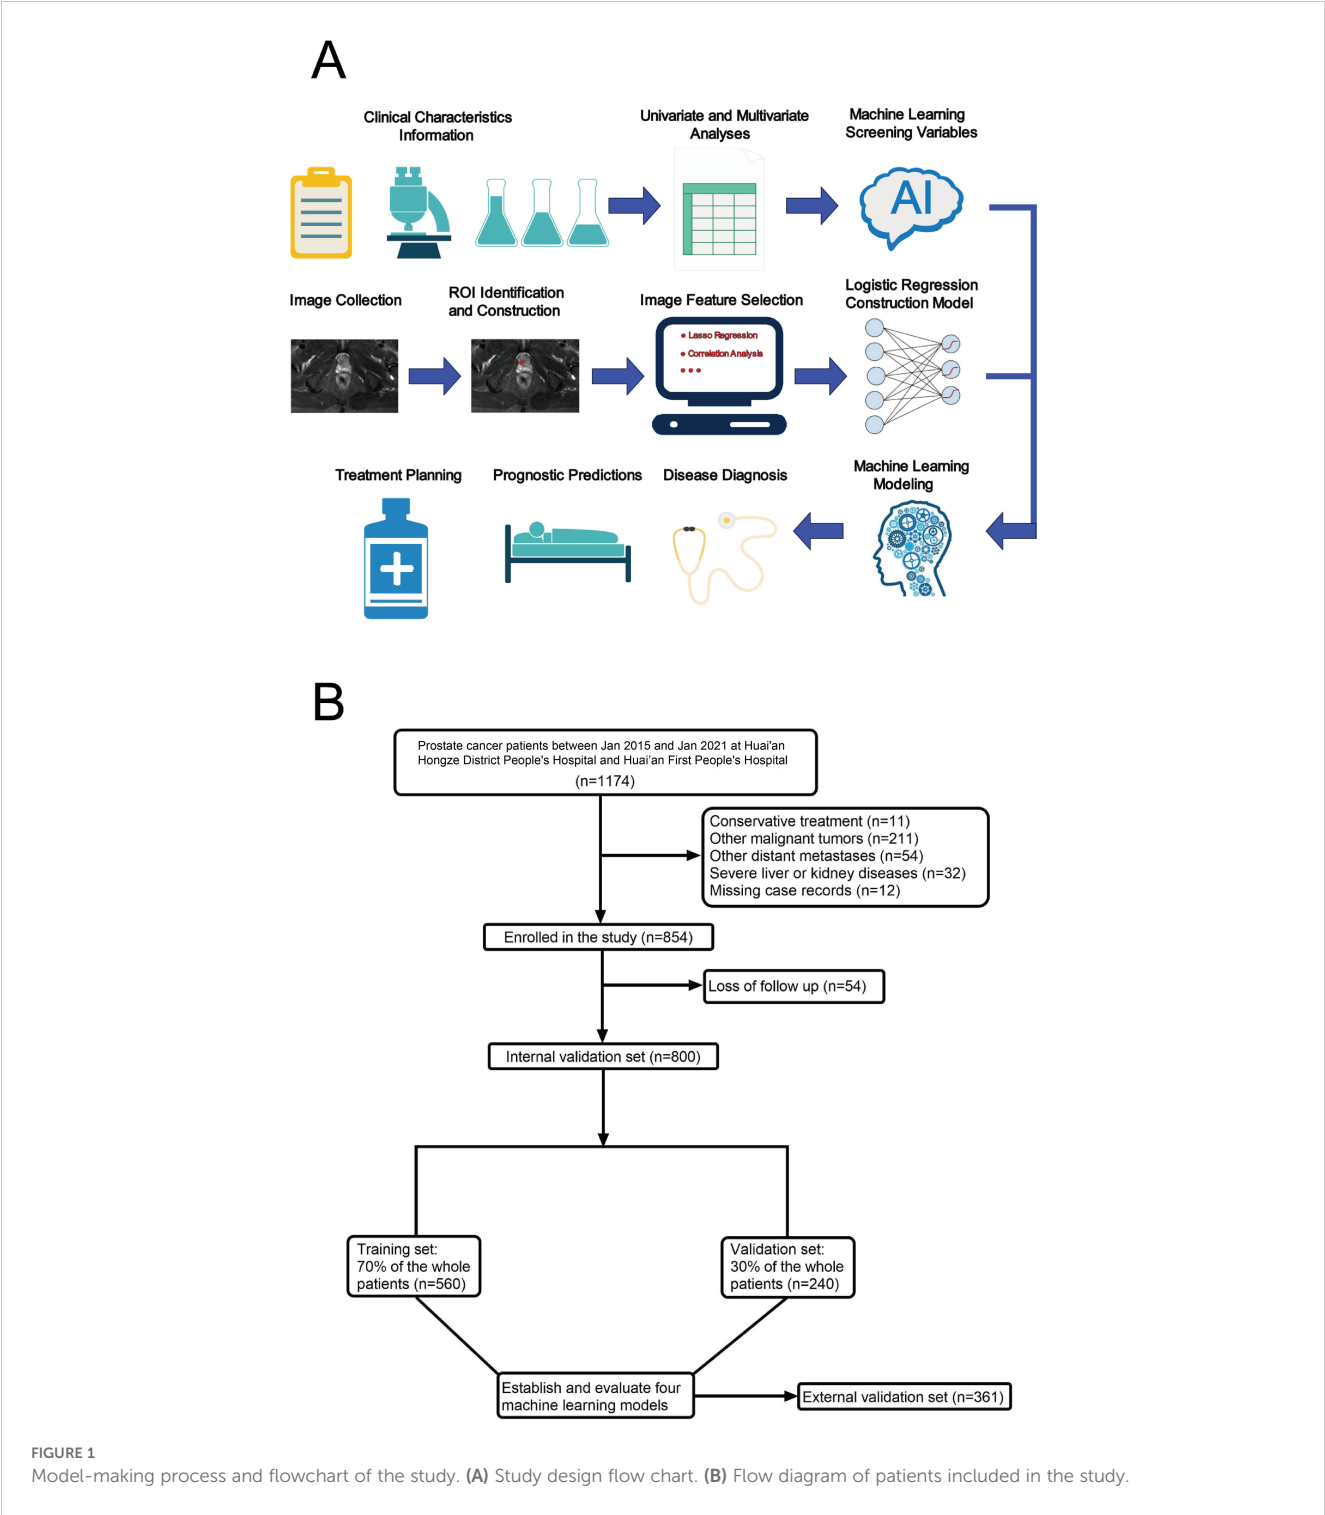 A
Clinical Characteristics
Information
Univariate and Multivariate
Analyses
Machine Learning
Screening Variables
AI
Image Collection
ROI Identification
and Construction
Image Feature Selection
Lasso Regression
Correlation Analysis
Logistic Regression
Construction Model
Treatment Planning
Prognostic Predictions
Disease Diagnosis
Machine Learning
Modeling
B
Prostate cancer patients between Jan 2015 and Jan 2021 at Huai'an
Hongze District People's Hospital and Huai'an First People's Hospital
(n=1174)
Conservative treatment (n=11)
Other malignant tumors (n=211)
Other distant metastases (n=54)
Severe liver or kidney diseases (n=32)
Missing case records (n=12)
Enrolled in the study (n=854)
Loss of follow up (n=54)
Internal validation set (n=800)
Training set:
70% of the whole
patients (n=560)
Validation set:
30% of the whole
patients (n=240)
Establish and evaluate four
machine learning models
External validation set (n=361)
FIGURE 1
Model-making process and flowchart of the study. (A) Study design flow chart. (B) Flow diagram of patients included in the study.